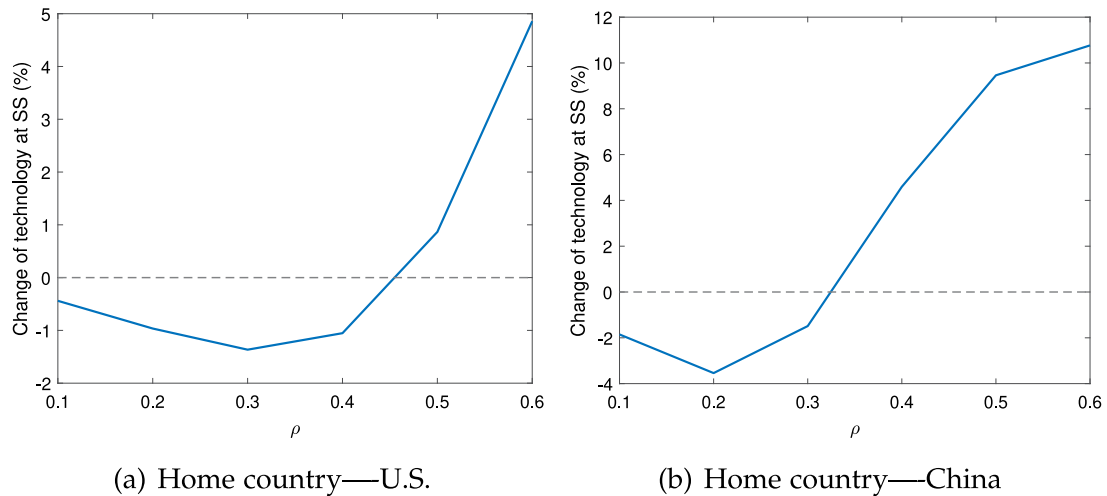 Change of technology at SS (%)
5
4
3
2
1
0
-1
-2
0.1 0.2 0.3 0.4 0.5 0.6
ρ
(a) Home country—-U.S.
Change of technology at SS (%)
12
10
8
6
4
2
0
-2
-4
0.1 0.2 0.3 0.4 0.5 0.6
ρ
(b) Home country—-China